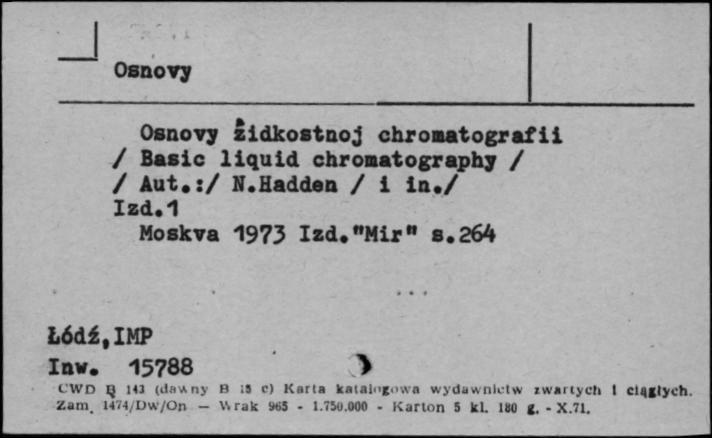 Osnovy
Osnovy židkostnoj chromatografii
/ Basic liquid chromatography /
/ Aut.:/ N.Hadden / i in./
Izd.1
Moskva 1973 Izd."Mir" s.264
Łódź,IMP
Inw. 15788
CWD B 143 (dawny B 15 c) Karta katalogowa wydawnictw zwartych i ciągłych.
Zam. 1474/Dw/On — Wrak 965 - 1.750.000 - Karton 5 kl. 180 g. - X.71.